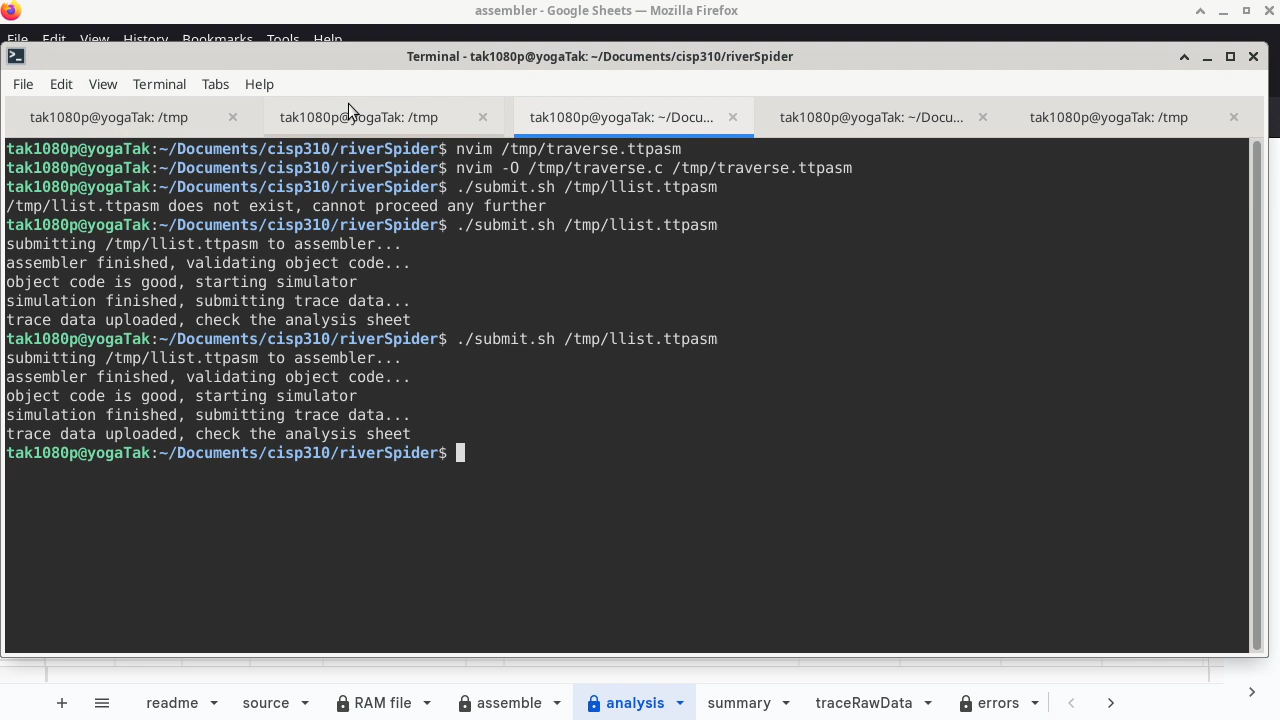 assembler - Google Sheets — Mozilla Firefox
File Edit View History Bookmarks Tools Help
Terminal - tak1080p@yogaTak: ~/Documents/cisp310/riverSpider
File Edit View Terminal Tabs Help
tak1080p@yogaTak: /tmp
tak1080p@yogaTak: /tmp
tak1080p@yogaTak: ~/Docu...
tak1080p@yogaTak: ~/Docu...
tak1080p@yogaTak: /tmp
tak1080p@yogaTak:~/Documents/cisp310/riverSpider$ nvim /tmp/traverse.ttpasm
tak1080p@yogaTak:~/Documents/cisp310/riverSpider$ nvim -O /tmp/traverse.c /tmp/traverse.ttpasm
tak1080p@yogaTak:~/Documents/cisp310/riverSpider$ ./submit.sh /tmp/llist.ttpasm
/tmp/llist.ttpasm does not exist, cannot proceed any further
tak1080p@yogaTak:~/Documents/cisp310/riverSpider$ ./submit.sh /tmp/llist.ttpasm
submitting /tmp/llist.ttpasm to assembler...
assembler finished, validating object code...
object code is good, starting simulator
simulation finished, submitting trace data...
trace data uploaded, check the analysis sheet
tak1080p@yogaTak:~/Documents/cisp310/riverSpider$ ./submit.sh /tmp/llist.ttpasm
submitting /tmp/llist.ttpasm to assembler...
assembler finished, validating object code...
object code is good, starting simulator
simulation finished, submitting trace data...
trace data uploaded, check the analysis sheet
tak1080p@yogaTak:~/Documents/cisp310/riverSpider$
readme source RAM file assemble analysis summary traceRawData errors